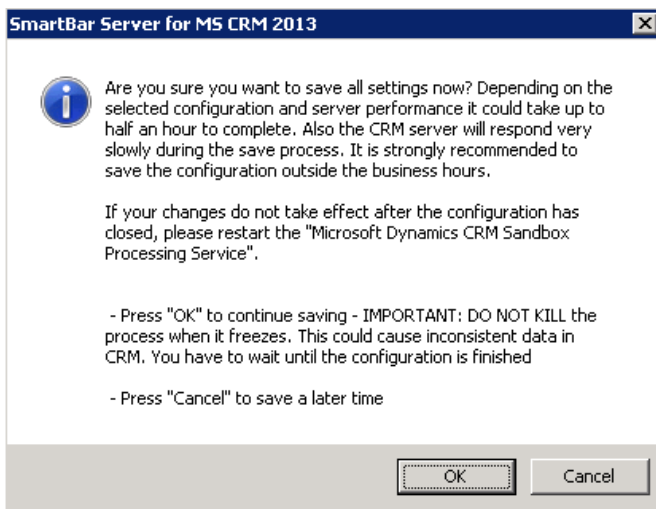 SmartBar Server for MS CRM 2013
Are you sure you want to save all settings now? Depending on the
selected configuration and server performance it could take up to
half an hour to complete. Also the CRM server will respond very
slowly during the save process. It is strongly recommended to
save the configuration outside the business hours.
If your changes do not take effect after the configuration has
closed, please restart the "Microsoft Dynamics CRM Sandbox
Processing Service".
- Press "OK" to continue saving - IMPORTANT: DO NOT KILL the
process when it freezes. This could cause inconsistent data in
CRM. You have to wait until the configuration is finished
- Press "Cancel" to save a later time
OK
Cancel